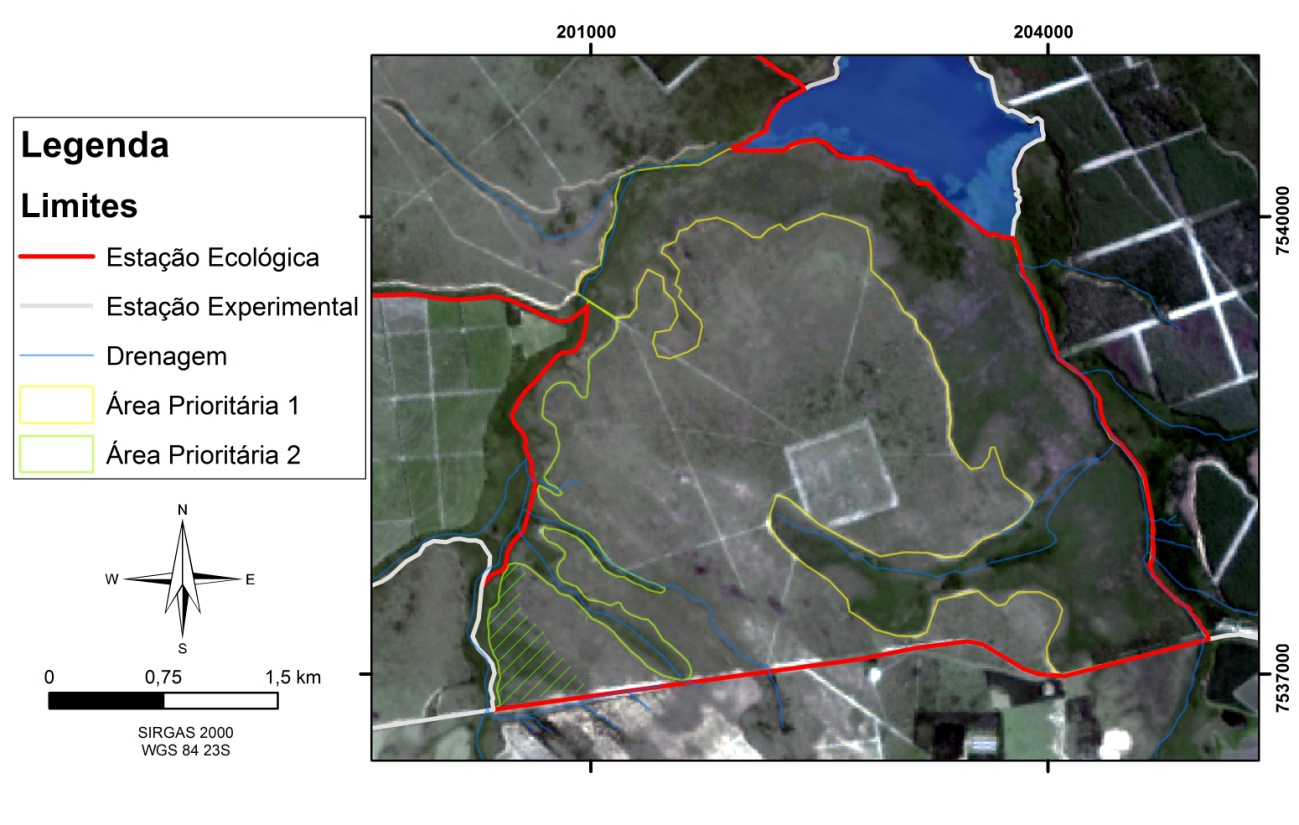 201000
204000
Legenda
Limites
Estação Ecológica
Estação Experimental
Drenagem
Área Prioritária 1
Área Prioritária 2
7540000
N
W
E
S
0
0,75
1,5 km
SIRGAS 2000
WGS 84 23S
7537000